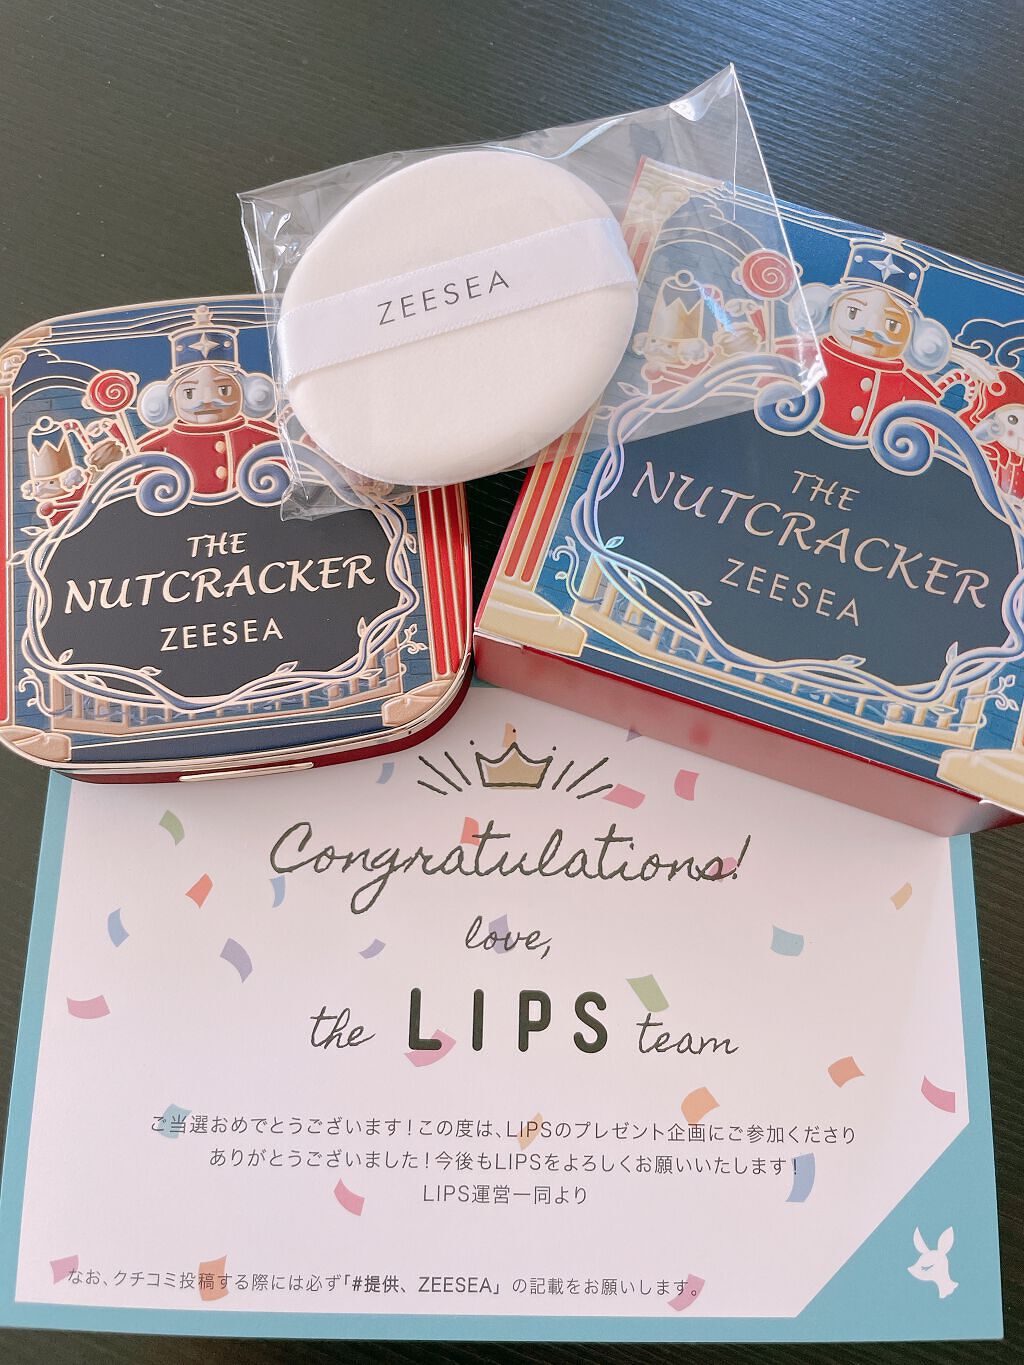 ZEESEA
THE
NUTCRACKER
ZEESEA
THE
NUTCRACKER
ZEESEA
Congratulations!
love,
the LIPS team
ご当選おめでとうございます！この度は、LIPSのプレゼント企画にご参加くださり
ありがとうございました！今後もLIPSをよろしくお願いいたします！
LIPS運営一同より
なお、クチコミ投稿する際には必ず「#提供、ZEESEA」の記載をお願いします。